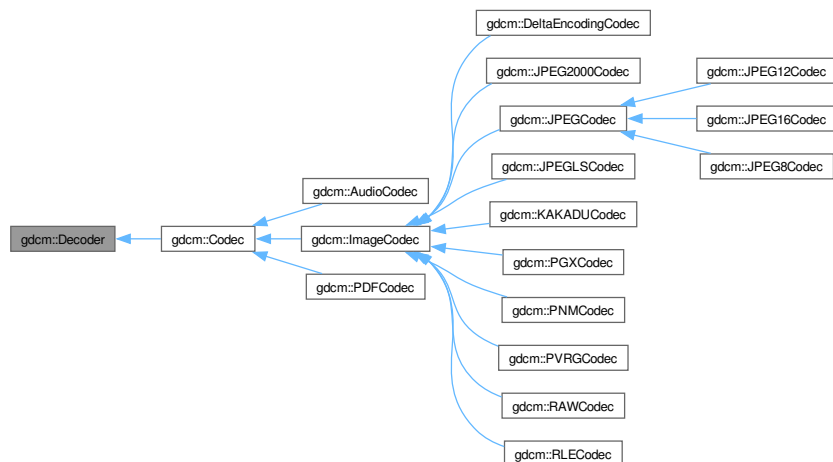 gdcm::DeltaEncodingCodec
gdcm::JPEG2000Codec
gdcm::JPEG12Codec
gdcm::JPEGCodec
gdcm::JPEG16Codec
gdcm::JPEGLSCodec
gdcm::JPEG8Codec
gdcm::AudioCodec
gdcm::KAKADUCodec
gdcm::Decoder
gdcm::Codec
gdcm::ImageCodec
gdcm::PGXCodec
gdcm::PDFCodec
gdcm::PNMCodec
gdcm::PVRGCodec
gdcm::RAWCodec
gdcm::RLECodec